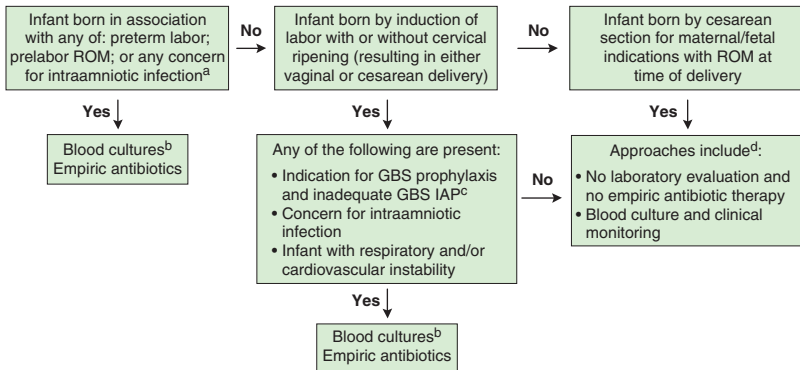 Infant born in association
with any of: preterm labor;
prelabor ROM; or any concern
for intraamniotic infectionᵃ
No
Infant born by induction of
labor with or without cervical
ripening (resulting in either
vaginal or cesarean delivery)
No
Infant born by cesarean
section for maternal/fetal
indications with ROM at
time of delivery
Yes
Yes
Yes
Blood culturesᵇ
Empiric antibiotics
Any of the following are present:
• Indication for GBS prophylaxis
and inadequate GBS IAPᶜ
• Concern for intraamniotic
infection
• Infant with respiratory and/or
cardiovascular instability
No
Approaches includeᵈ:
• No laboratory evaluation and
no empiric antibiotic therapy
• Blood culture and clinical
monitoring
Yes
Blood culturesᵇ
Empiric antibiotics